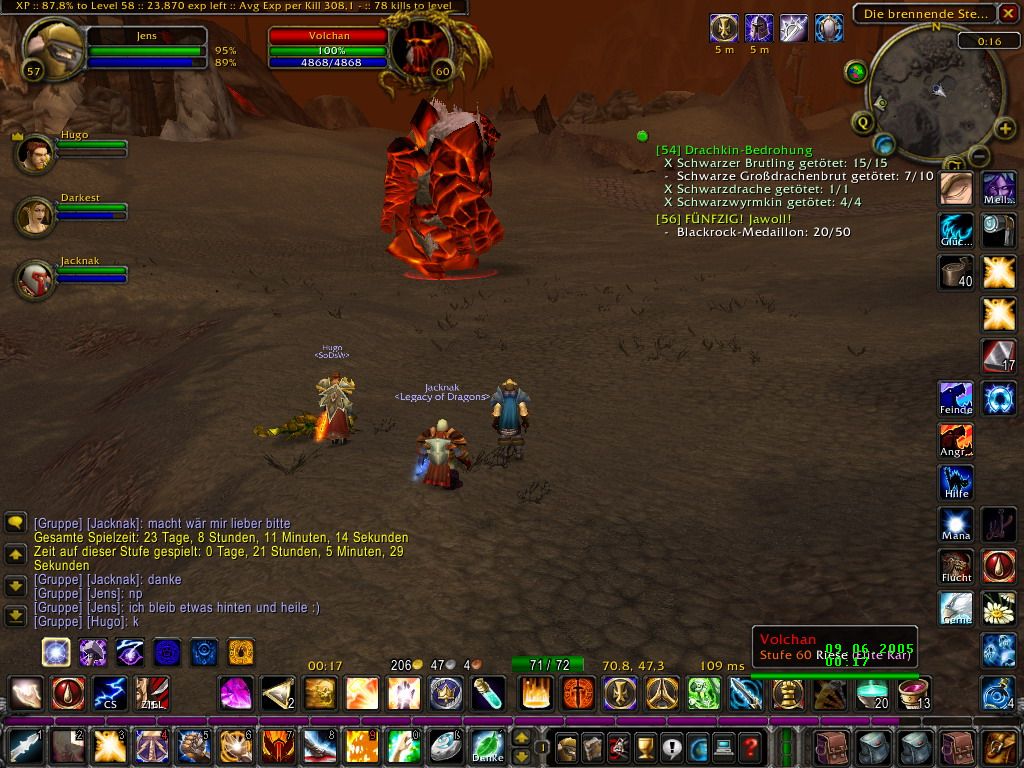 XP :: 87,8% to Level 58 :: 23,870 exp left :: Avg Exp per Kill 308,1 - :: 78 kills to level
Die brennende Ste...
Jens
95%
89%
57
Volchan
100%
4868/4868
60
5 m
5 m
N
0:16
Q
Hugo
Darkest
Jacknak
[54] Drachkin-Bedrohung
X Schwarzer Brutling getötet: 15/15
- Schwarze Großdrachenbrut getötet: 7/10
X Schwarzdrache getötet: 1/1
X Schwarzwyrmkin getötet: 4/4
[56] FÜNFZIG! Jawoll!
- Blackrock-Medaillon: 20/50
Mell...
Glüc...
40
17
Feinde
Angr...
Hilfe
Mana
Flucht
Hugo
<SoDsW>
Jacknak
<Legacy of Dragons>
[Gruppe] [Jacknak]: macht wär mir lieber bitte
Gesamte Spielzeit: 23 Tage, 8 Stunden, 11 Minuten, 14 Sekunden
Zeit auf dieser Stufe gespielt: 0 Tage, 21 Stunden, 5 Minuten, 29
Sekunden
[Gruppe] [Jacknak]: danke
[Gruppe] [Jens]: np
[Gruppe] [Jens]: ich bleib etwas hinten und heile :)
[Gruppe] [Hugo]: k
Volchan
Stufe 60 Riese (Elite Rar)
09 06 2005
00:17
00:17
206 47 4
71 / 72
70.8, 47,3
109 ms
CS
ZIEL
2
20
13
4
Danke